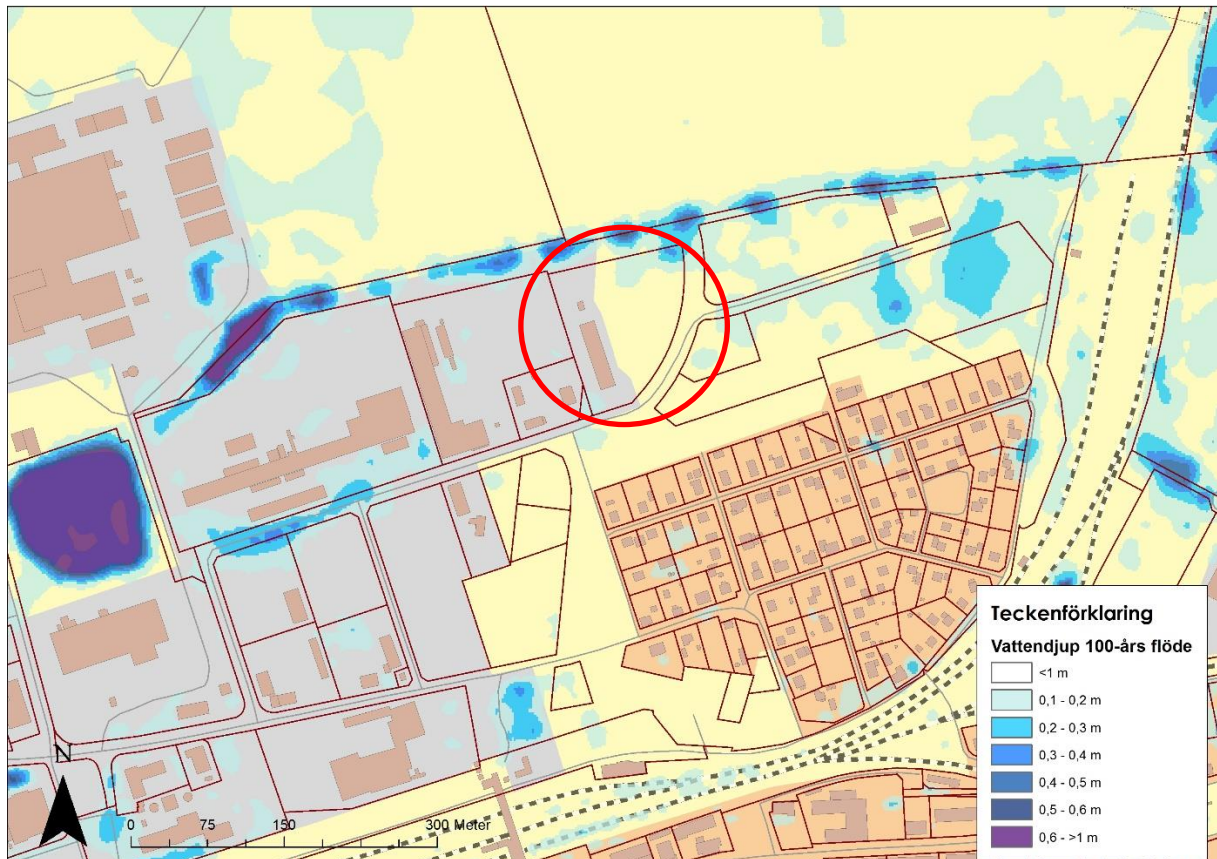 Teckenförklaring
Vattendjup 100-års flöde
<1 m
0,1 - 0,2 m
0,2 - 0,3 m
0,3 - 0,4 m
0,4 - 0,5 m
0,5 - 0,6 m
0,6 - >1 m
N
0 75 150 300 Meter